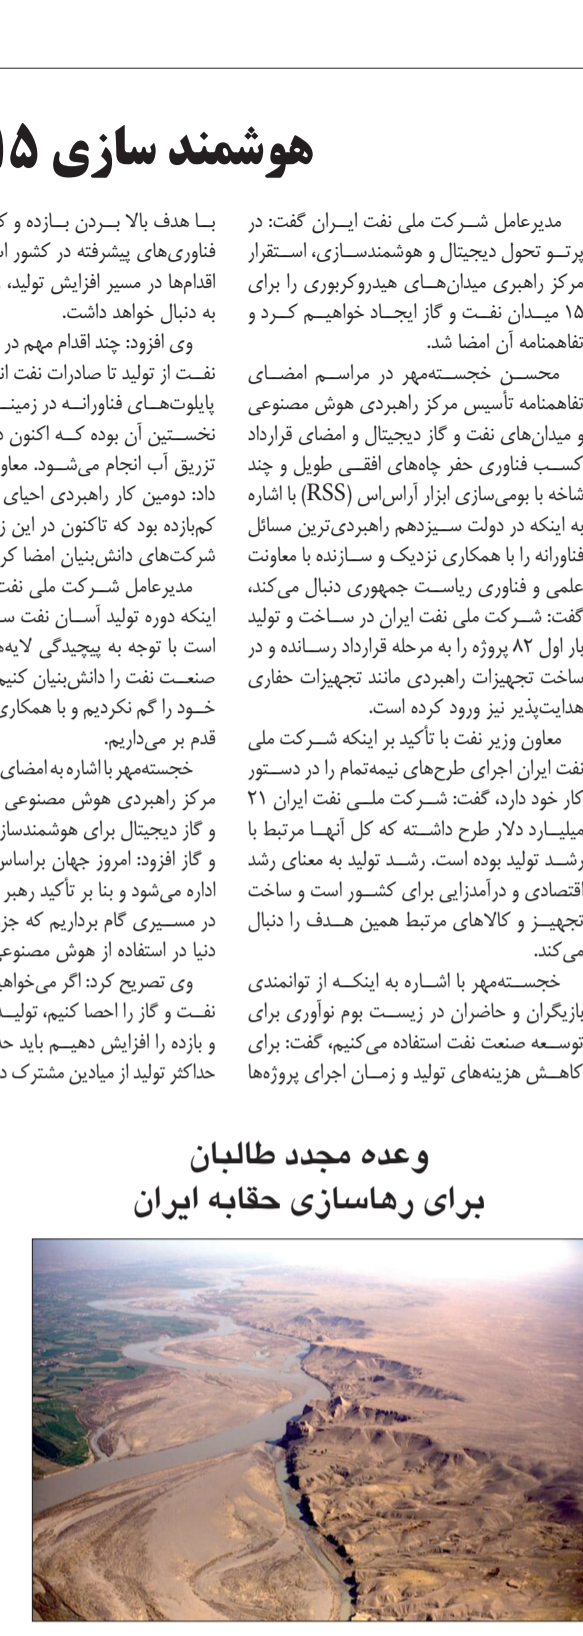 هوشمند سازی ۱۵
مدیرعامل شرکت ملی نفت ایران گفت: در
پرتو تحول دیجیتال و هوشمندسازی، استقرار
مرکز راهبری میدان‌های هیدروکربوری را برای
۱۵ میدان نفت و گاز ایجاد خواهیم کرد و
تفاهمنامه آن امضا شد.
محسن خجسته‌مهر در مراسم امضای
تفاهمنامه تأسیس مرکز راهبردی هوش مصنوعی
و میدان‌های نفت و گاز دیجیتال و امضای قرارداد
کسب فناوری حفر چاه‌های افقی طویل و چند
شاخه با بومی‌سازی ابزار آراس‌اس (RSS) با اشاره
به اینکه در دولت سیزدهم راهبردی‌ترین مسائل
فناورانه را با همکاری نزدیک و سازنده با معاونت
علمی و فناوری ریاست جمهوری دنبال می‌کند،
گفت: شرکت ملی نفت ایران در ساخت و تولید
بار اول ۸۲ پروژه را به مرحله قرارداد رسانده و در
ساخت تجهیزات راهبردی مانند تجهیزات حفاری
هدایت‌پذیر نیز ورود کرده است.
معاون وزیر نفت با تأکید بر اینکه شرکت ملی
نفت ایران اجرای طرح‌های نیمه‌تمام را در دستور
کار خود دارد، گفت: شرکت ملی نفت ایران ۲۱
میلیارد دلار طرح داشته که کل آنها مرتبط با
رشد تولید بوده است. رشد تولید به معنای رشد
اقتصادی و درآمدزایی برای کشور است و ساخت
تجهیز و کالاهای مرتبط همین هدف را دنبال
می‌کند.
خجسته‌مهر با اشاره به اینکه از توانمندی
بازیگران و حاضران در زیست بوم نوآوری برای
توسعه صنعت نفت استفاده می‌کنیم، گفت: برای
کاهش هزینه‌های تولید و زمان اجرای پروژه‌ها
با هدف بالا بردن بازده و ک
فناوری‌های پیشرفته در کشور
اقدام‌ها در مسیر افزایش تولید،
به دنبال خواهد داشت.
وی افزود: چند اقدام مهم در
نفت از تولید تا صادرات نفت
پایلوت‌های فناورانه در
نخستین آن بوده که اکنون
تزریق آب انجام می‌شود.
داد: دومین کار راهبردی احیای
کم‌بازده بود که تاکنون در این
شرکت‌های دانش‌بنیان امضا
مدیرعامل شرکت ملی نفت
اینکه دوره تولید آسان نفت
است با توجه به پیچیدگی
صنعت نفت را دانش‌بنیان کنیم
خود را گم نکردیم و با همکاری
قدم بر می‌داریم.
خجسته‌مهر با اشاره به امضای
مرکز راهبردی هوش مصنوعی
و گاز دیجیتال برای هوشمندساز
و گاز افزود: امروز جهان براساس
اداره می‌شود و بنا بر تأکید رهبر
در مسیری گام برداریم که جز
دنیا در استفاده از هوش مصنوعی
وی تصریح کرد: اگر می‌خواهی
نفت و گاز را احصا کنیم، تولید
و بازده را افزایش دهیم باید
حداکثر تولید از میادین مشترک
وعده مجدد طالبان
برای رهاسازی حقابه ایران